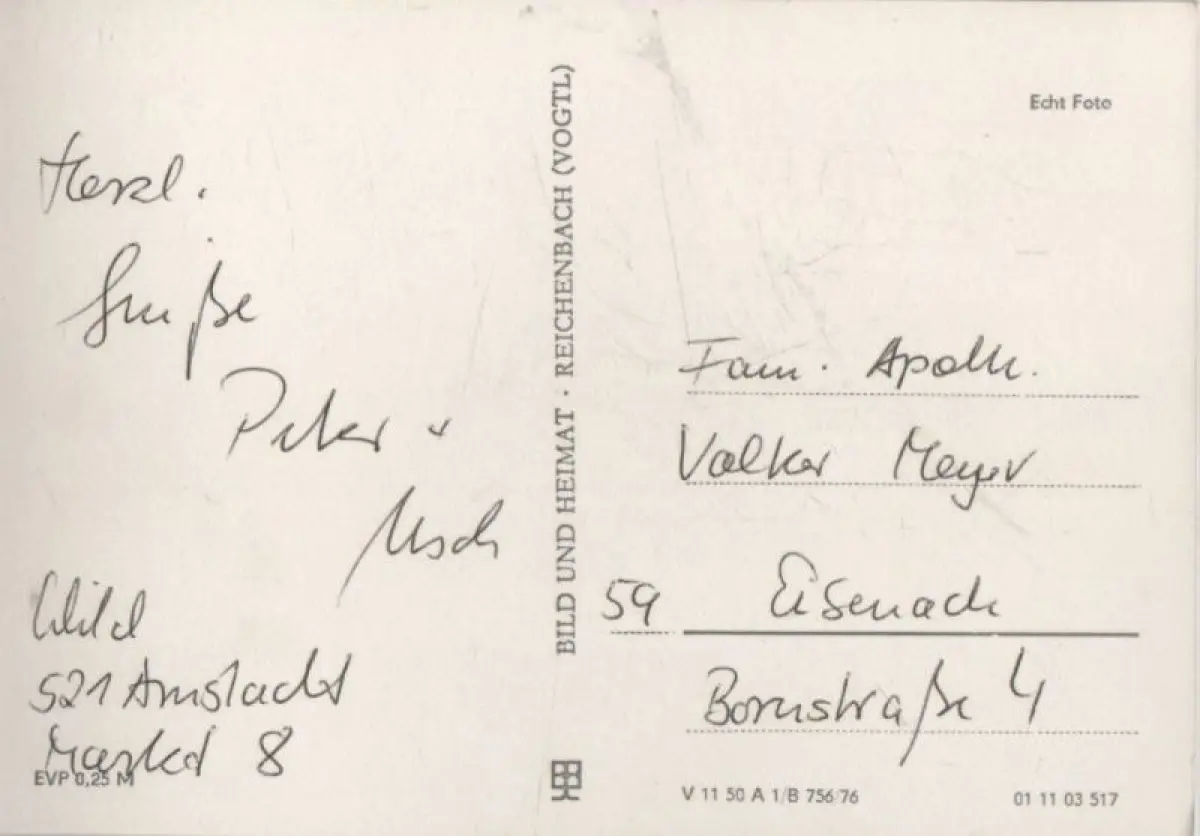 Herzl.
Grüße
Peter +
Usch
Wild
521 Arnstadt
Markt 8
EVP 0,25 M
BILD UND HEIMAT · REICHENBACH (VOGTL)
Echt Foto
Fam. Apoth.
Volker Meyer
59 Eisenach
Bornstraße 4
V 11 50 A 1/B 756/76
01 11 03 517